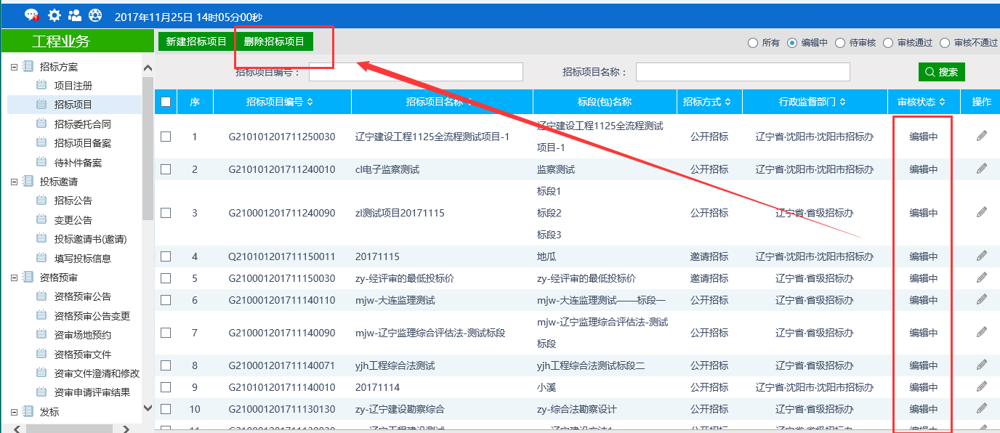 2017年11月25日 14时05分00秒
工程业务
新建招标项目 删除招标项目
所有 编辑中 待审核 审核通过 审核不通过
招标项目编号： 招标项目名称： 搜索
招标方案
项目注册
招标项目
招标委托合同
招标项目备案
待补件备案
投标邀请
招标公告
变更公告
投标邀请书(邀请)
填写投标信息
资格预审
资格预审公告
资格预审公告变更
资审场地预约
资格预审文件
资审文件澄清和修改
资审申请评审结果
发标
序 招标项目编号 招标项目名称 标段(包)名称 招标方式 行政监督部门 审核状态 操作
1 G210101201711250030 辽宁建设工程1125全流程测试项目-1 辽宁建设工程1125全流程测试 公开招标 辽宁省·沈阳市·沈阳市招标办 编辑中
项目-1
2 G210101201711240010 cl电子监察测试 监察测试 公开招标 辽宁省·沈阳市·沈阳市招标办 编辑中
标段1
3 G210001201711240090 zl测试项目20171115 标段2 公开招标 辽宁省·省级招标办 编辑中
标段3
4 Q210101201711150011 20171115 地瓜 邀请招标 辽宁省·沈阳市·沈阳市招标办 编辑中
5 G210001201711150030 zy-经评审的最低投标价 zy-经评审的最低投标价 邀请招标 辽宁省·省级招标办 编辑中
6 G210001201711140110 mjw-大连监理测试 mjw-大连监理测试——标段一 公开招标 辽宁省·省级招标办 编辑中
7 G210001201711140090 mjw-辽宁监理综合评估法-测试标段 mjw-辽宁监理综合评估法-测试 公开招标 辽宁省·省级招标办 编辑中
标段
8 G210001201711140071 yjh工程综合法测试 yjh工程综合法测试标段二 公开招标 辽宁省·省级招标办 编辑中
9 G210101201711140010 20171114 小溪 公开招标 辽宁省·沈阳市·沈阳市招标办 编辑中
10 G210001201711130130 zy-辽宁建设勘察综合 zy-综合法勘察设计 公开招标 辽宁省·省级招标办 编辑中